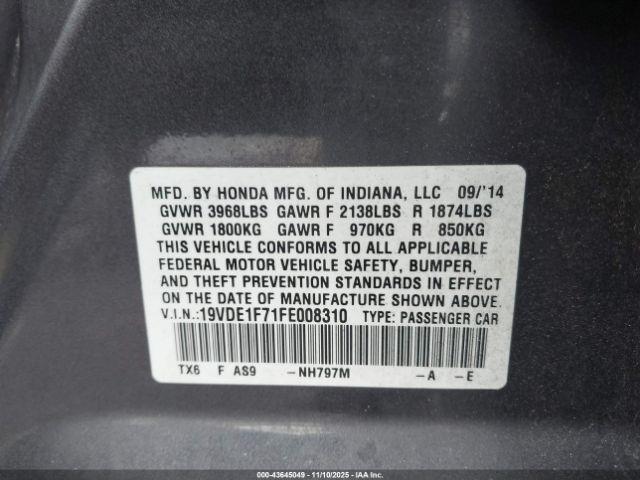 MFD. BY HONDA MFG. OF INDIANA, LLC 09/'14
GVWR 3968LBS GAWR F 2138LBS R 1874LBS
GVWR 1800KG GAWR F 970KG R 850KG
THIS VEHICLE CONFORMS TO ALL APPLICABLE
FEDERAL MOTOR VEHICLE SAFETY, BUMPER,
AND THEFT PREVENTION STANDARDS IN EFFECT
ON THE DATE OF MANUFACTURE SHOWN ABOVE.
V.I.N.:19VDE1F71FE008310 TYPE: PASSENGER CAR
TX6 F AS9 -NH797M -A -E
000-43645049 - 11/10/2025 - IAA Inc.